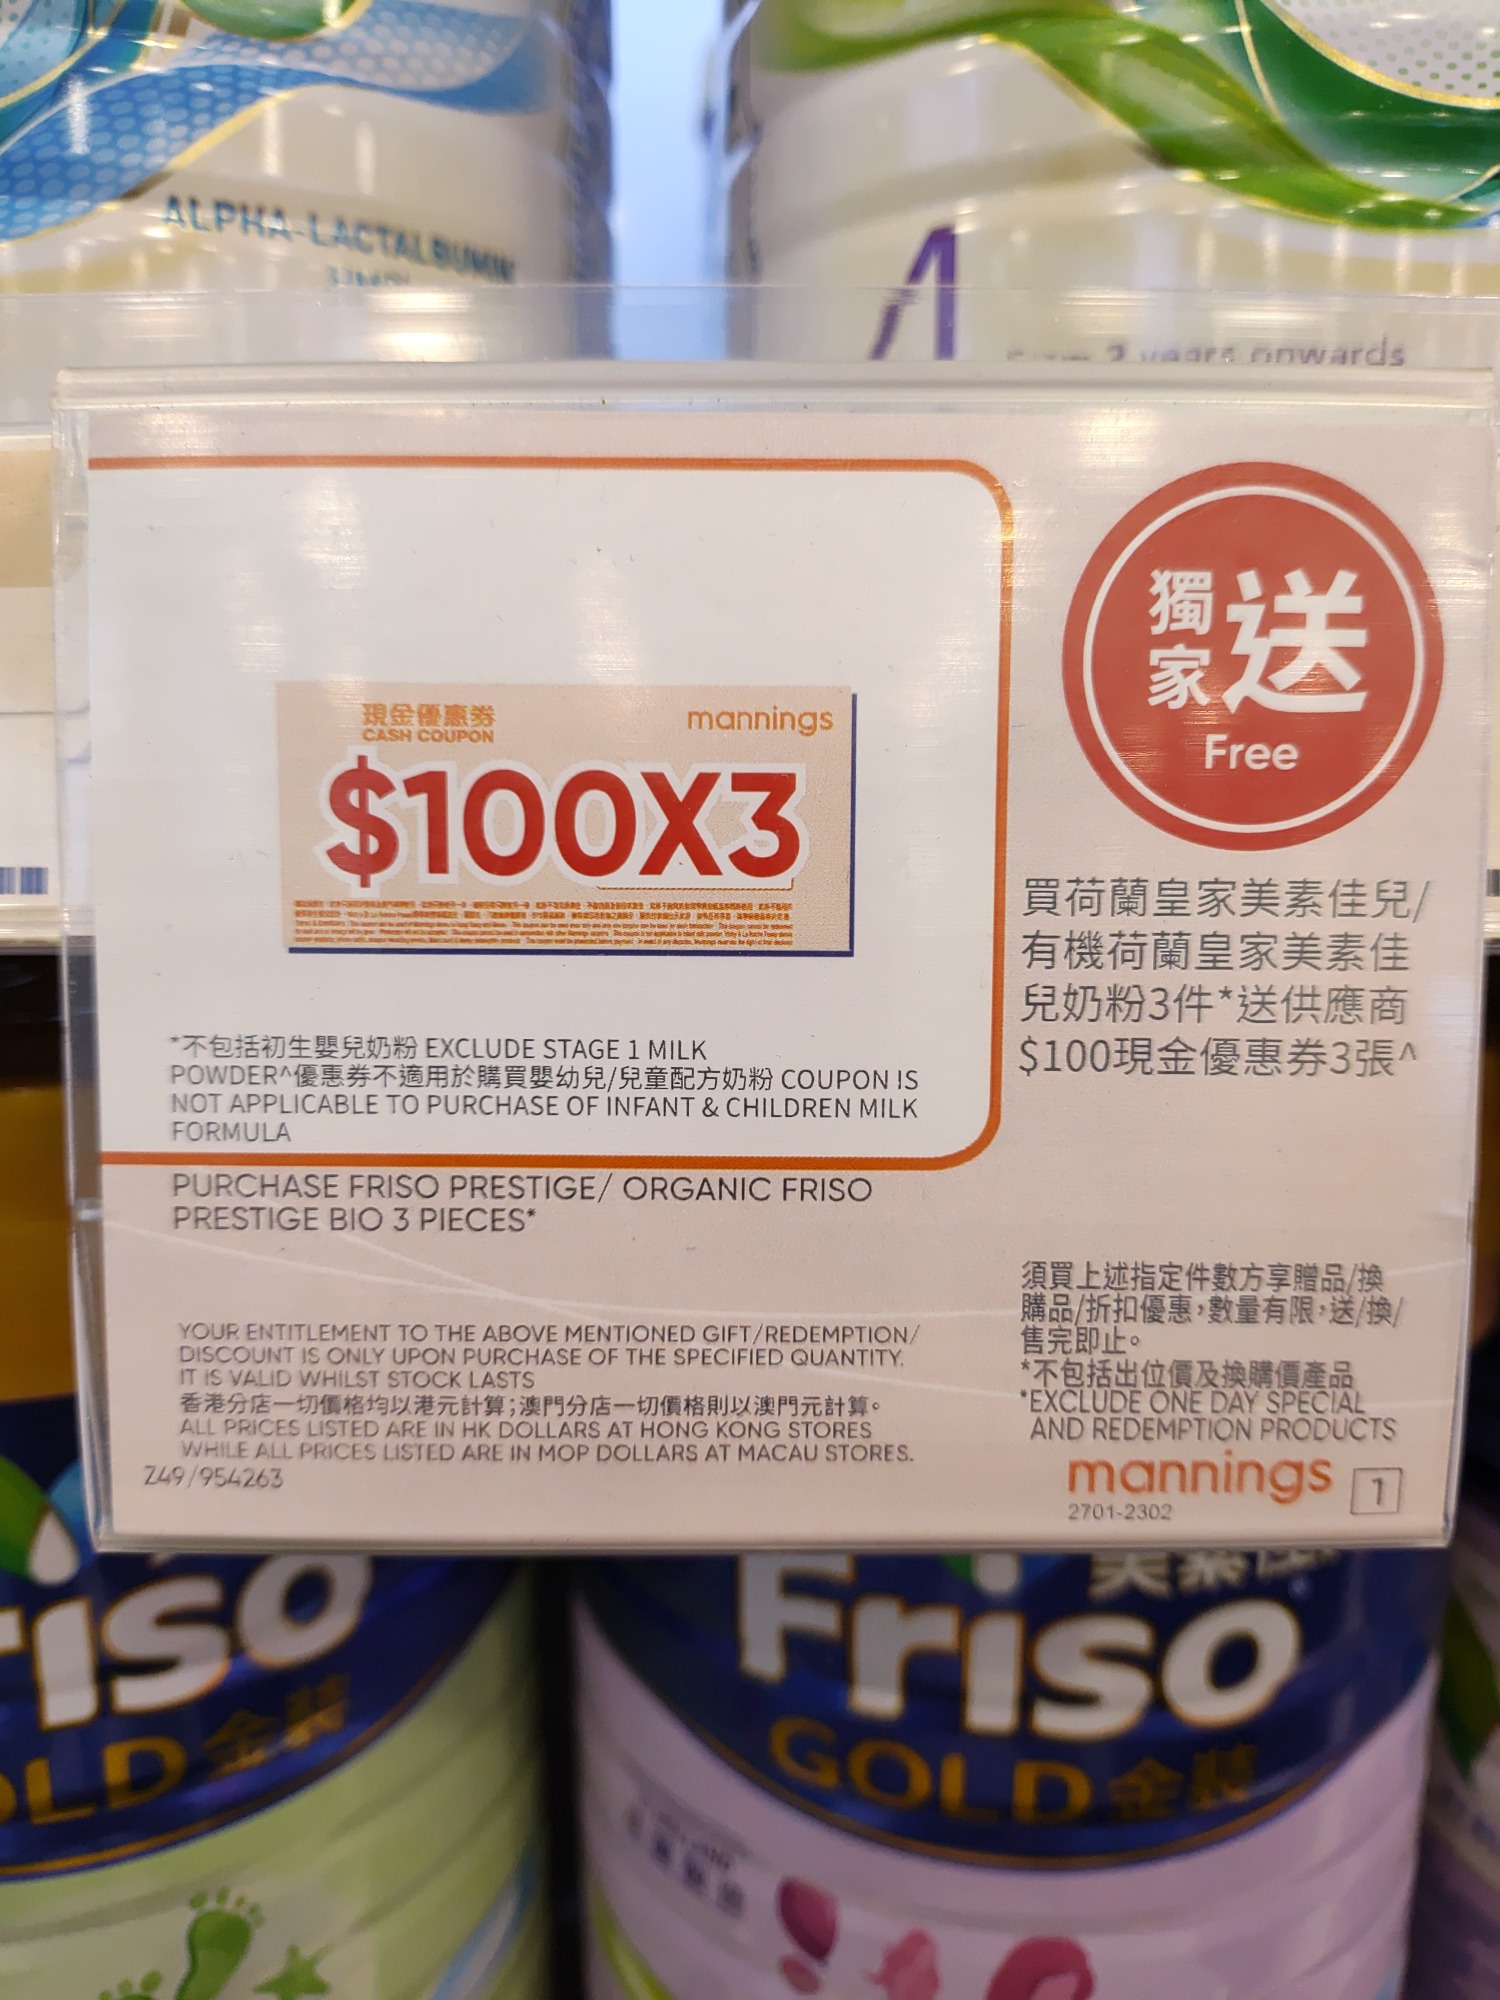 ALPHA-LACTALBUMIN
4
3 years onwards
現金優惠券
CASH COUPON
mannings
$100X3
獨家 送
Free
買荷蘭皇家美素佳兒/
有機荷蘭皇家美素佳
兒奶粉3件*送供應商
$100現金優惠券3張^
*不包括初生嬰兒奶粉 EXCLUDE STAGE 1 MILK
POWDER^優惠券不適用於購買嬰幼兒/兒童配方奶粉 COUPON IS
NOT APPLICABLE TO PURCHASE OF INFANT & CHILDREN MILK
FORMULA
PURCHASE FRISO PRESTIGE/ ORGANIC FRISO
PRESTIGE BIO 3 PIECES*
YOUR ENTITLEMENT TO THE ABOVE MENTIONED GIFT/REDEMPTION/
DISCOUNT IS ONLY UPON PURCHASE OF THE SPECIFIED QUANTITY.
IT IS VALID WHILST STOCK LASTS
香港分店一切價格均以港元計算;澳門分店一切價格則以澳門元計算。
ALL PRICES LISTED ARE IN HK DOLLARS AT HONG KONG STORES
WHILE ALL PRICES LISTED ARE IN MOP DOLLARS AT MACAU STORES.
Z49/954263
須買上述指定件數方享贈品/換
購品/折扣優惠,數量有限,送/換/
售完即止。
*不包括出位價及換購價產品
*EXCLUDE ONE DAY SPECIAL
AND REDEMPTION PRODUCTS
mannings 1
2701-2302
Friso
GOLD 金裝
美素佳
Friso
GOLD 金裝